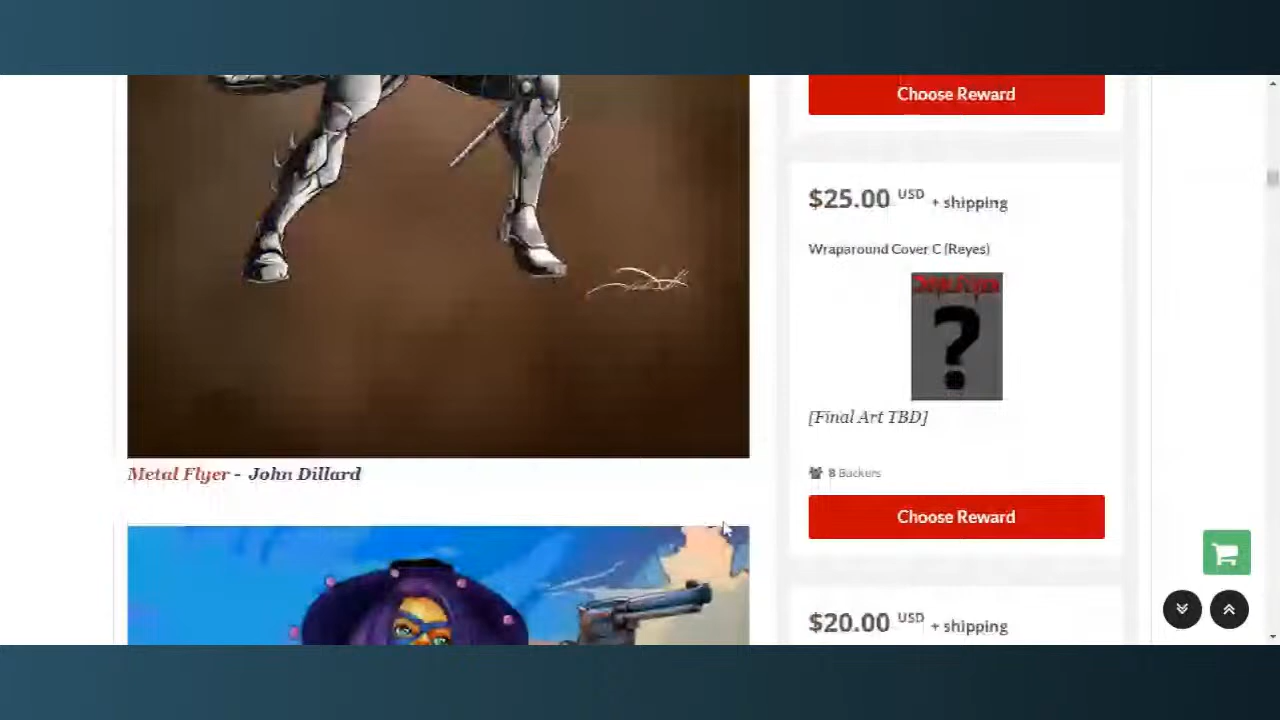 Choose Reward
$25.00 USD + shipping
Wraparound Cover C (Reyes)
?
[Final Art TBD]
8 Backers
Choose Reward
Metal Flyer - John Dillard
$20.00 USD + shipping